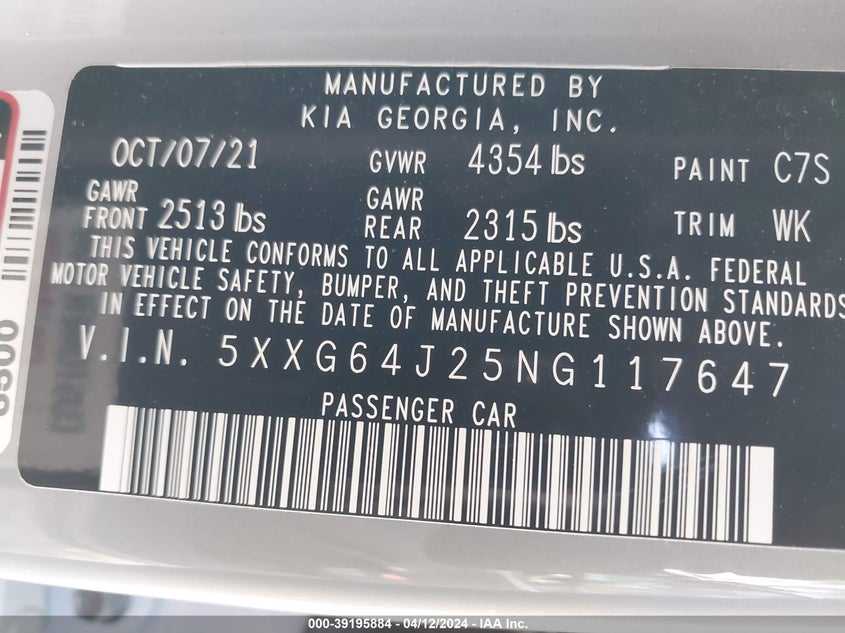 MANUFACTURED BY
KIA GEORGIA, INC.
OCT/07/21 GVWR 4354 lbs PAINT C7S
GAWR FRONT 2513 lbs GAWR REAR 2315 lbs TRIM WK
THIS VEHICLE CONFORMS TO ALL APPLICABLE U.S.A. FEDERAL
MOTOR VEHICLE SAFETY, BUMPER, AND THEFT PREVENTION STANDARDS
IN EFFECT ON THE DATE OF MANUFACTURE SHOWN ABOVE.
V.I.N. 5XXG64J25NG117647
PASSENGER CAR
000-39195884 - 04/12/2024 - IAA Inc.